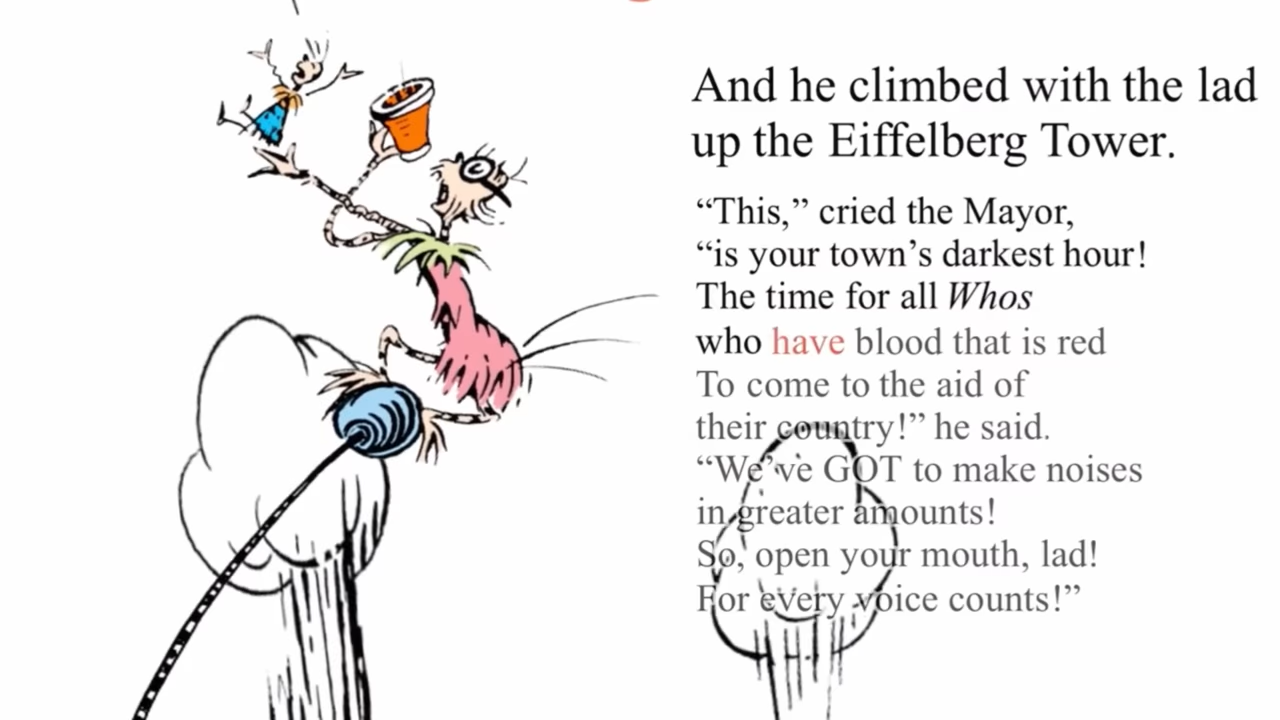 And he climbed with the lad
up the Eiffelberg Tower.
“This,” cried the Mayor,
“is your town’s darkest hour!
The time for all Whos
who have blood that is red
To come to the aid of
their country!” he said.
“We’ve GOT to make noises
in greater amounts!
So, open your mouth, lad!
For every voice counts!”